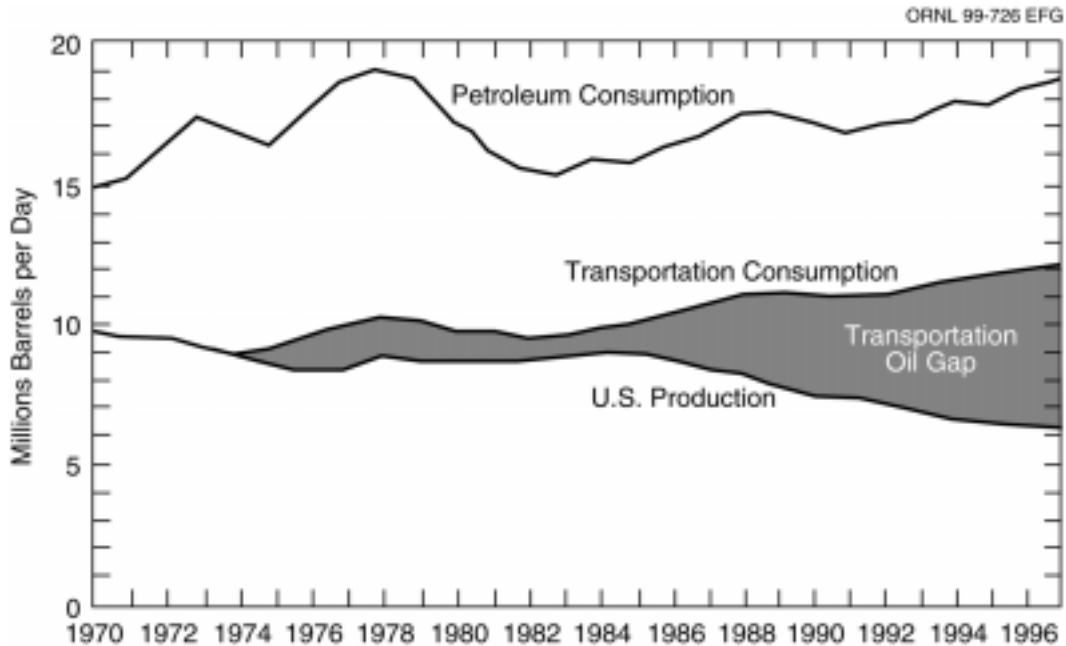 ORNL 99-726 EFG
20
Petroleum Consumption
15
Millions Barrels per Day
Transportation Consumption
10
Transportation
Oil Gap
U.S. Production
5
0
1970 1972 1974 1976 1978 1980 1982 1984 1986 1988 1990 1992 1994 1996